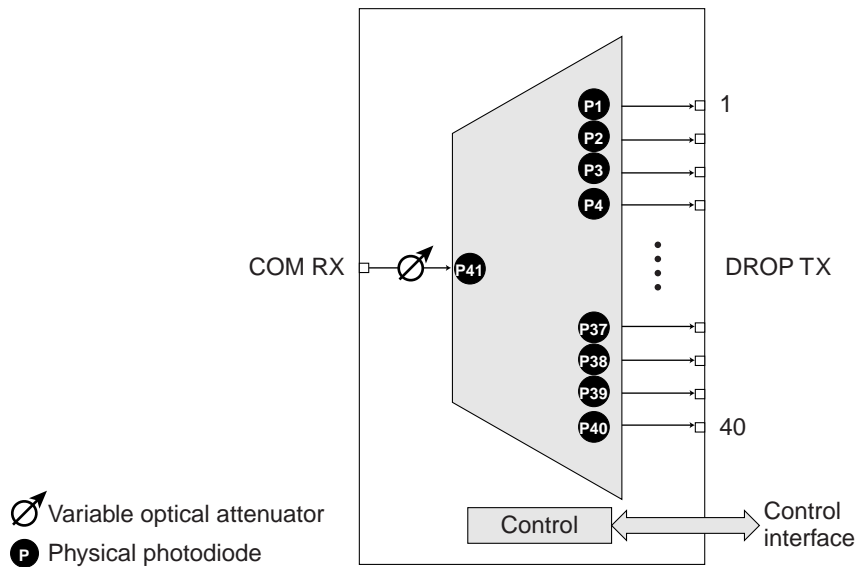 P1
1
P2
P3
P4
COM RX
P41
DROP TX
P37
P38
P39
P40
40
Variable optical attenuator
Control
Control
interface
P
Physical photodiode